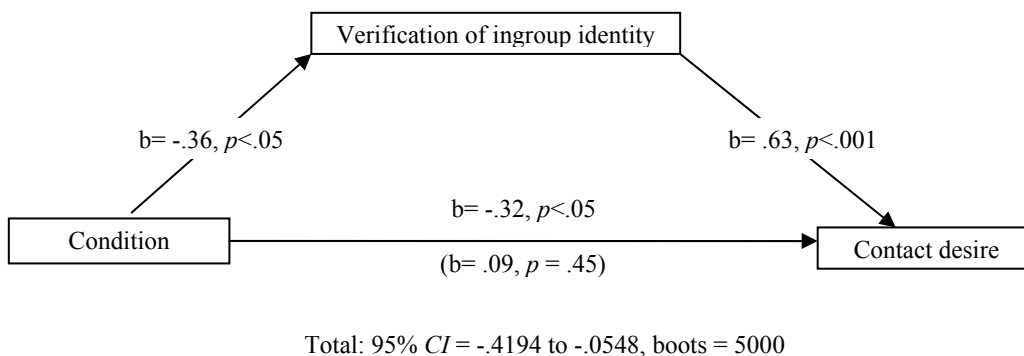 Verification of ingroup identity
b= -.36, p<.05
b= .63, p<.001
b= -.32, p<.05
Condition
Contact desire
(b= .09, p = .45)
Total: 95% CI = -.4194 to -.0548, boots = 5000